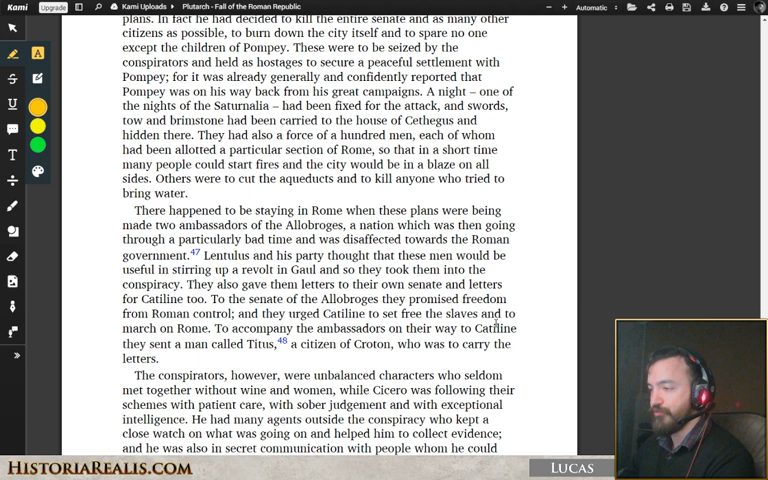 Kami
Upgrade
Kami Uploads > Plutarch - Fall of the Roman Republic
Automatic
plans. In fact he had decided to kill the entire senate and as many other
citizens as possible, to burn down the city itself and to spare no one
except the children of Pompey. These were to be seized by the
conspirators and held as hostages to secure a peaceful settlement with
Pompey; for it was already generally and confidently reported that
Pompey was on his way back from his great campaigns. A night – one of
the nights of the Saturnalia – had been fixed for the attack, and swords,
tow and brimstone had been carried to the house of Cethegus and
hidden there. They had also a force of a hundred men, each of whom
had been allotted a particular section of Rome, so that in a short time
many people could start fires and the city would be in a blaze on all
sides. Others were to cut the aqueducts and to kill anyone who tried to
bring water.
There happened to be staying in Rome when these plans were being
made two ambassadors of the Allobroges, a nation which was then going
through a particularly bad time and was disaffected towards the Roman
government.47 Lentulus and his party thought that these men would be
useful in stirring up a revolt in Gaul and so they took them into the
conspiracy. They also gave them letters to their own senate and letters
for Catiline too. To the senate of the Allobroges they promised freedom
from Roman control; and they urged Catiline to set free the slaves and to
march on Rome. To accompany the ambassadors on their way to Catiline
they sent a man called Titus,48 a citizen of Croton, who was to carry the
letters.
The conspirators, however, were unbalanced characters who seldom
met together without wine and women, while Cicero was following their
schemes with patient care, with sober judgement and with exceptional
intelligence. He had many agents outside the conspiracy who kept a
close watch on what was going on and helped him to collect evidence;
and he was also in secret communication with people whom he could
HISTORIAREALIS.COM
LUCAS